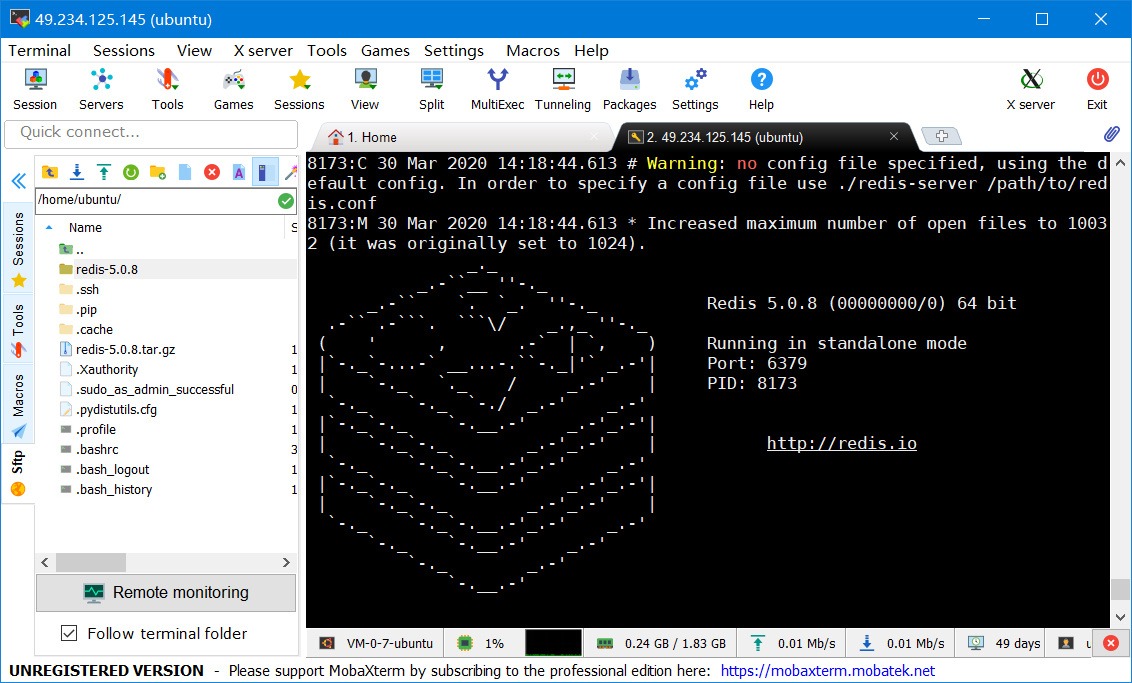 49.234.125.145 (ubuntu)
Terminal Sessions View X server Tools Games Settings Macros Help
Session Servers Tools Games Sessions View Split MultiExec Tunneling Packages Settings Help X server Exit
Quick connect...
1. Home
2. 49.234.125.145 (ubuntu)
/home/ubuntu/
Name S
..
redis-5.0.8
.ssh
.pip
.cache
redis-5.0.8.tar.gz 1
.Xauthority 1
.sudo_as_admin_successful 0
.pydistutils.cfg 1
.profile 1
.bashrc 3
.bash_logout 1
.bash_history 1
Sessions
Tools
Macros
Sftp
Remote monitoring
Follow terminal folder
8173:C 30 Mar 2020 14:18:44.613 # Warning: no config file specified, using the d
efault config. In order to specify a config file use ./redis-server /path/to/red
is.conf
8173:M 30 Mar 2020 14:18:44.613 * Increased maximum number of open files to 1003
2 (it was originally set to 1024).
Redis 5.0.8 (00000000/0) 64 bit
Running in standalone mode
Port: 6379
PID: 8173
http://redis.io
VM-0-7-ubuntu 1% 0.24 GB / 1.83 GB 0.01 Mb/s 0.01 Mb/s 49 days
UNREGISTERED VERSION - Please support MobaXterm by subscribing to the professional edition here: https://mobaxterm.mobatek.net